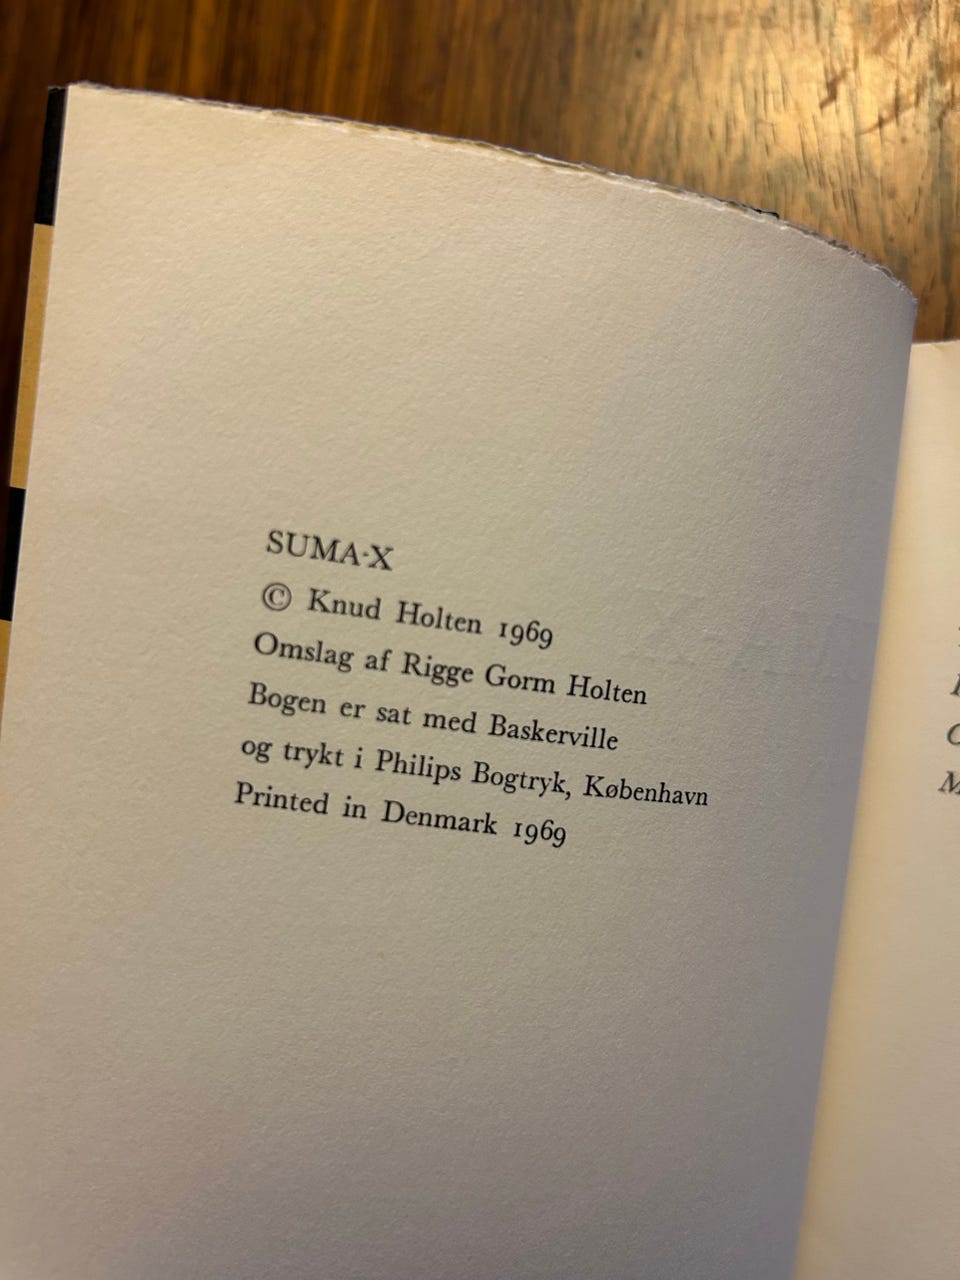 SUMA-X
© Knud Holten 1969
Omslag af Rigge Gorm Holten
Bogen er sat med Baskerville
og trykt i Philips Bogtryk, København
Printed in Denmark 1969